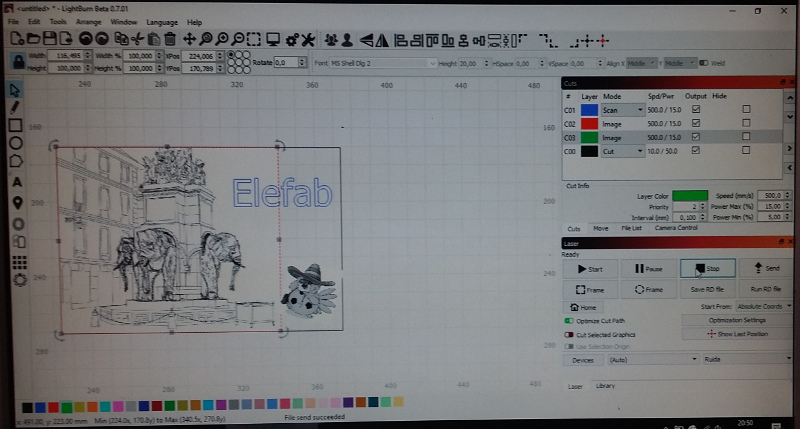 <untitled> * - LightBurn Beta 0.7.01
File Edit Tools Arrange Window Language Help
Width 116,495 Width % 100,000 XPos 224,006
Height 100,000 Height % 100,000 YPos 170,789
Rotate 0,0 Font MS Shell Dlg 2 Height 20,00 HSpace 0,00 VSpace 0,00 Align X Middle Y Middle Weld
240 280 320 360 400 440 480
160 160
200 200
240 240
280 280
240 280 320 360 400 440 480
Elefab
Cuts
# Layer Mode Spd/Pwr Output Hide
C01 Scan 500.0 / 15.0
C02 Image 500.0 / 15.0
C03 Image 500.0 / 15.0
C00 Cut 10.0 / 50.0
Cut Info
Layer Color Speed (mm/s) 500,0
Priority 2 Power Max (%) 15,00
Interval (mm) 0,100 Power Min (%) 5,00
Cuts Move File List Camera Control
Laser
Ready
Start Pause Stop Send
Frame Frame Save RD file Run RD file
Home Start From: Absolute Coords
Optimize Cut Path Optimization Settings
Cut Selected Graphics Show Last Position
Use Selection Origin
Devices (Auto) Ruida
Laser Library
x: 491,00, y: 223,00 mm Min (224.0x, 170.8y) to Max (340.5x, 270.8y) File send succeeded
20:50